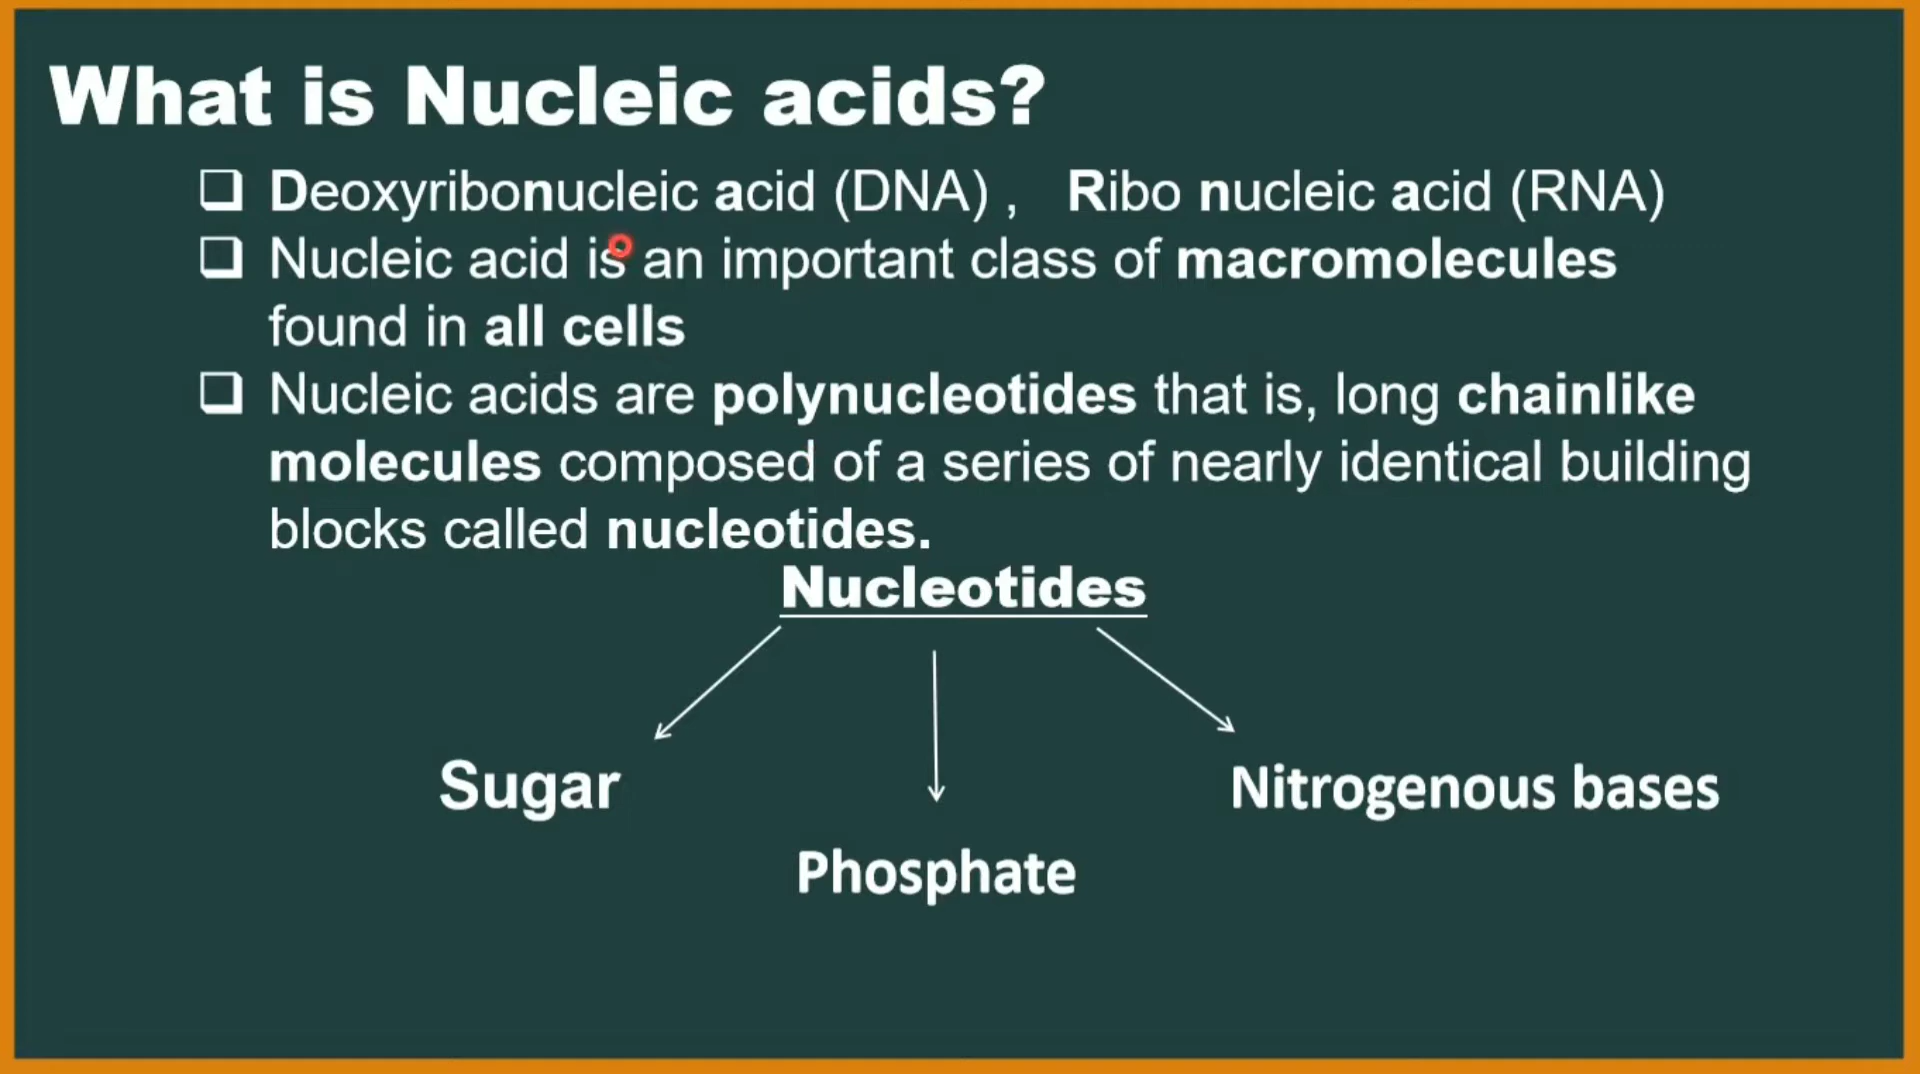 What is Nucleic acids?
Deoxyribonucleic acid (DNA) , Ribo nucleic acid (RNA)
Nucleic acid is an important class of macromolecules
found in all cells
Nucleic acids are polynucleotides that is, long chainlike
molecules composed of a series of nearly identical building
blocks called nucleotides.
Nucleotides
Sugar
Nitrogenous bases
Phosphate